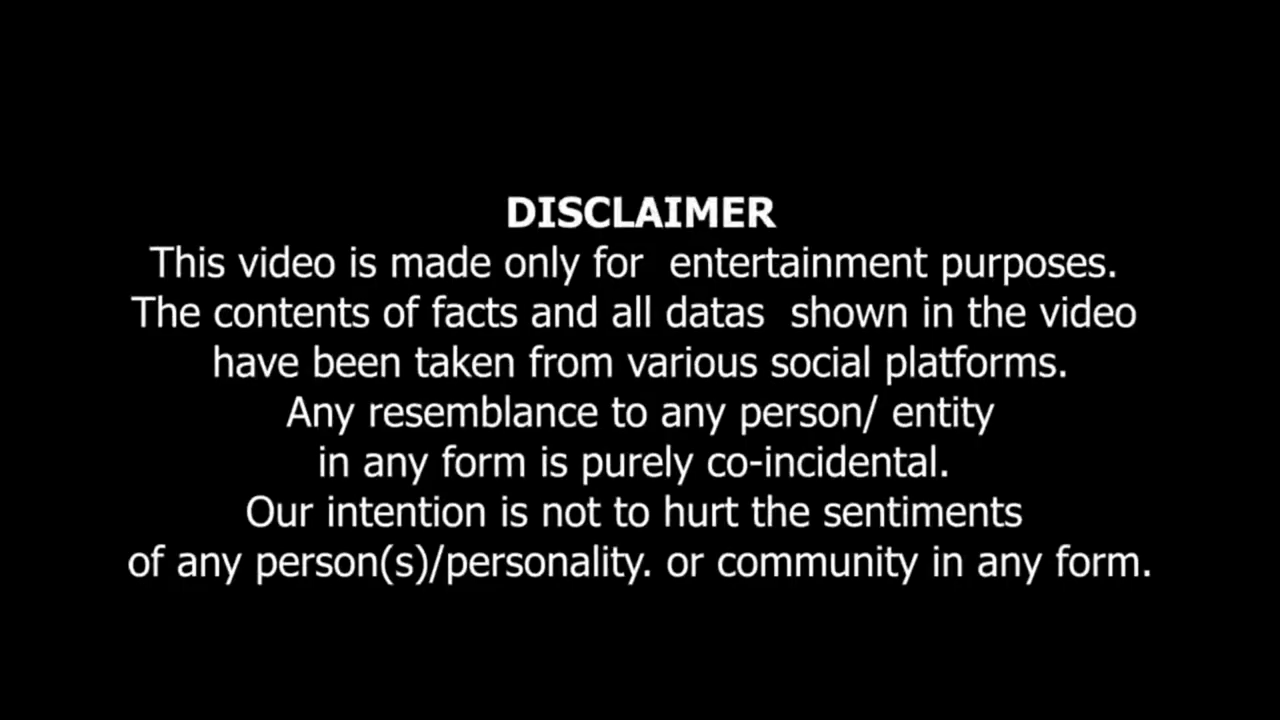 DISCLAIMER
This video is made only for  entertainment purposes.
The contents of facts and all datas  shown in the video
have been taken from various social platforms.
Any resemblance to any person/ entity
in any form is purely co-incidental.
Our intention is not to hurt the sentiments
of any person(s)/personality. or community in any form.